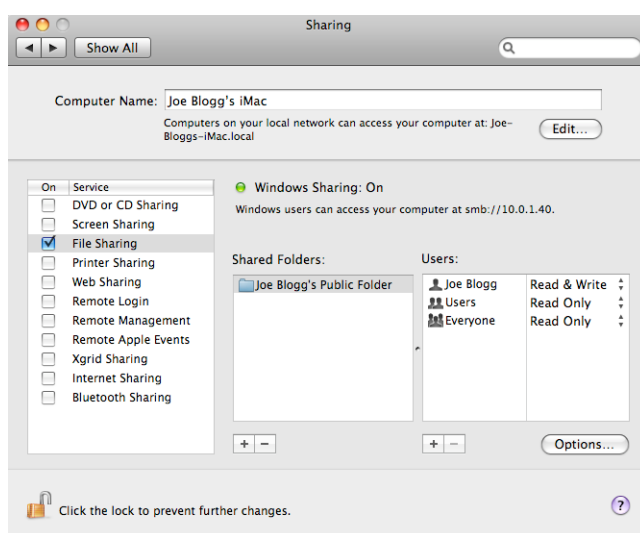 Sharing
Show All
Computer Name: Joe Blogg's iMac
Computers on your local network can access your computer at: Joe-
Bloggs-iMac.local
Edit...
On Service
DVD or CD Sharing
Screen Sharing
File Sharing
Printer Sharing
Web Sharing
Remote Login
Remote Management
Remote Apple Events
Xgrid Sharing
Internet Sharing
Bluetooth Sharing
Windows Sharing: On
Windows users can access your computer at smb://10.0.1.40.
Shared Folders:
Joe Blogg's Public Folder
Users:
Joe Blogg Read & Write
Users Read Only
Everyone Read Only
+ −
+ −
Options...
Click the lock to prevent further changes.
?